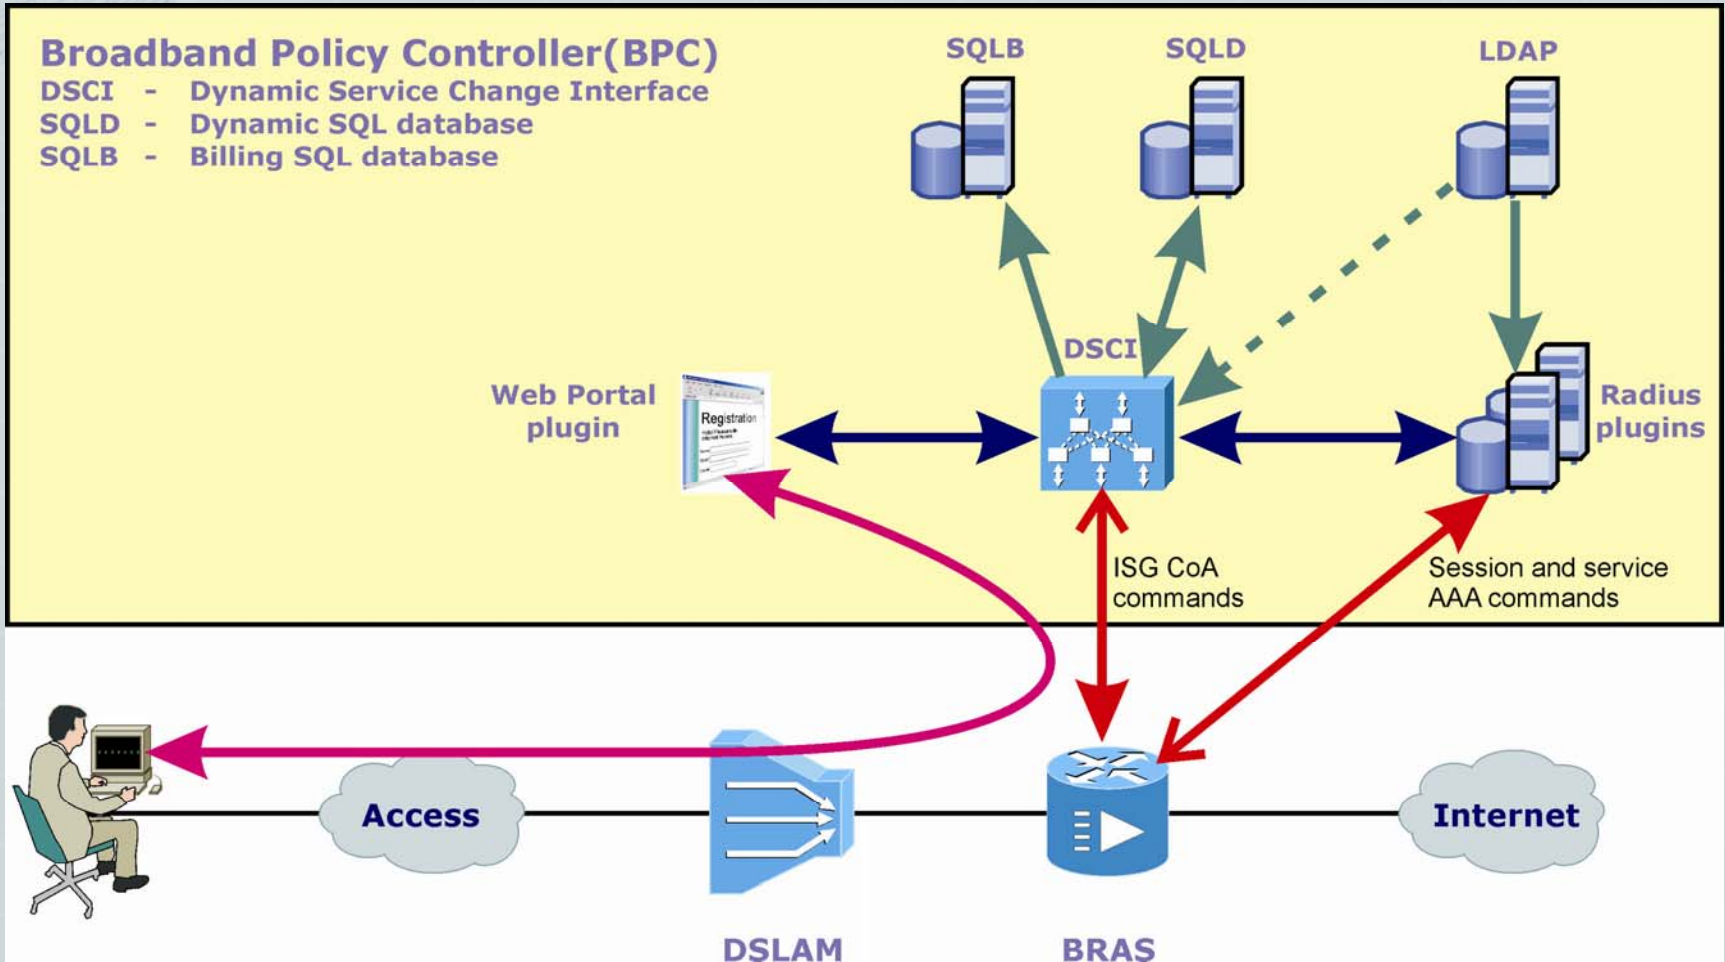 Broadband Policy Controller(BPC)
DSCI - Dynamic Service Change Interface
SQLD - Dynamic SQL database
SQLB - Billing SQL database
SQLB
SQLD
LDAP
DSCI
Web Portal
plugin
Registration
Radius
plugins
ISG CoA
commands
Session and service
AAA commands
Access
Internet
DSLAM
BRAS